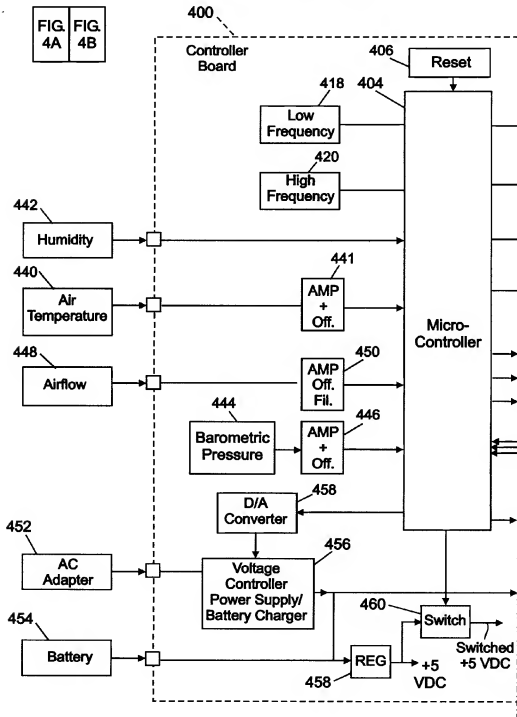 FIG. 4A
FIG. 4B
400
Controller Board
406
Reset
404
418
Low Frequency
420
High Frequency
442
Humidity
440
Air Temperature
441
AMP + Off.
Micro-Controller
448
Airflow
450
AMP Off. Fil.
444
Barometric Pressure
446
AMP + Off.
458
D/A Converter
452
AC Adapter
456
Voltage Controller Power Supply/ Battery Charger
454
Battery
460
Switch
REG
458
+5 VDC
Switched +5 VDC